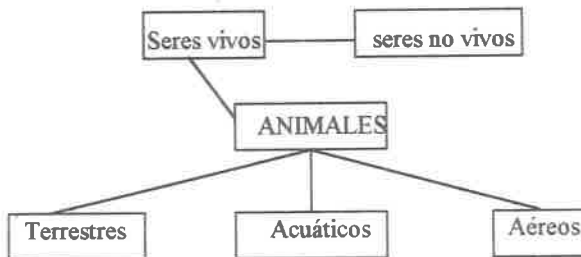 Seres vivos
seres no vivos
ANIMALES
Terrestres
Acuáticos
Aéreos